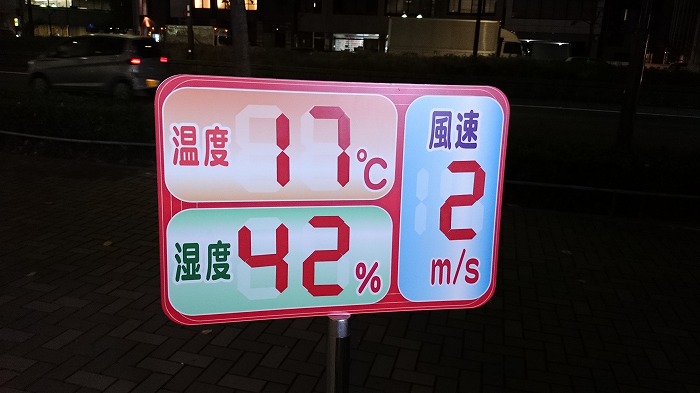 温度 17℃
湿度 42%
風速
2
m/s